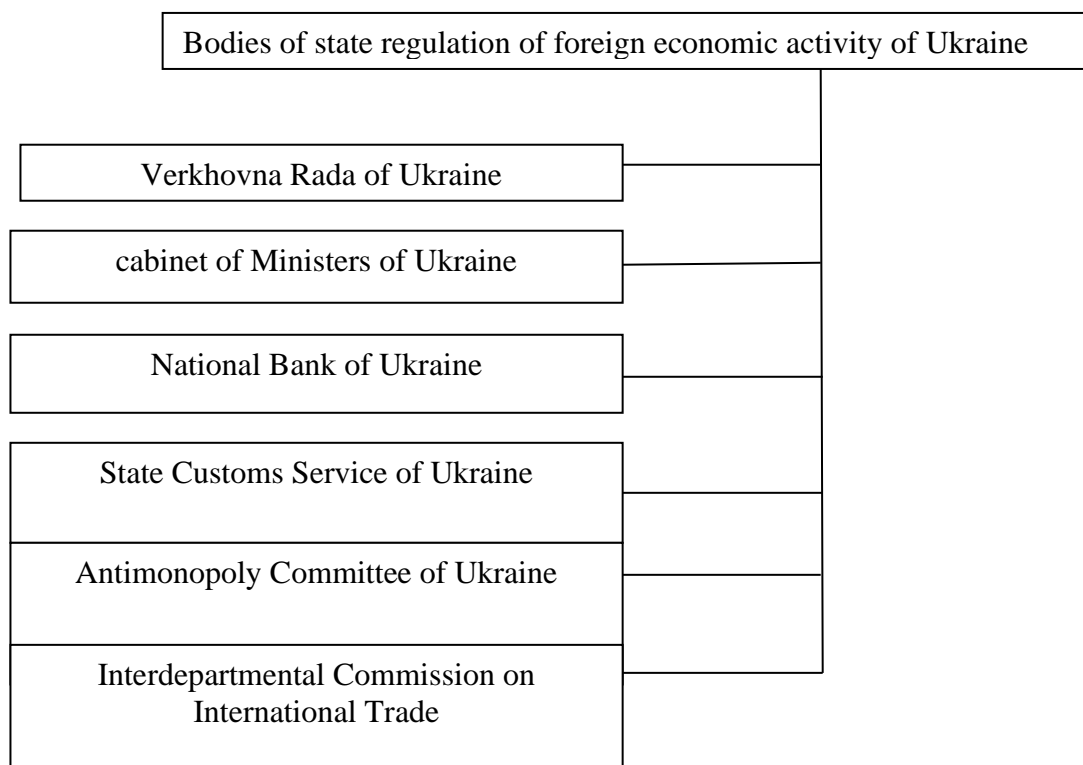 Bodies of state regulation of foreign economic activity of Ukraine
Verkhovna Rada of Ukraine
cabinet of Ministers of Ukraine
National Bank of Ukraine
State Customs Service of Ukraine
Antimonopoly Committee of Ukraine
Interdepartmental Commission on
International Trade